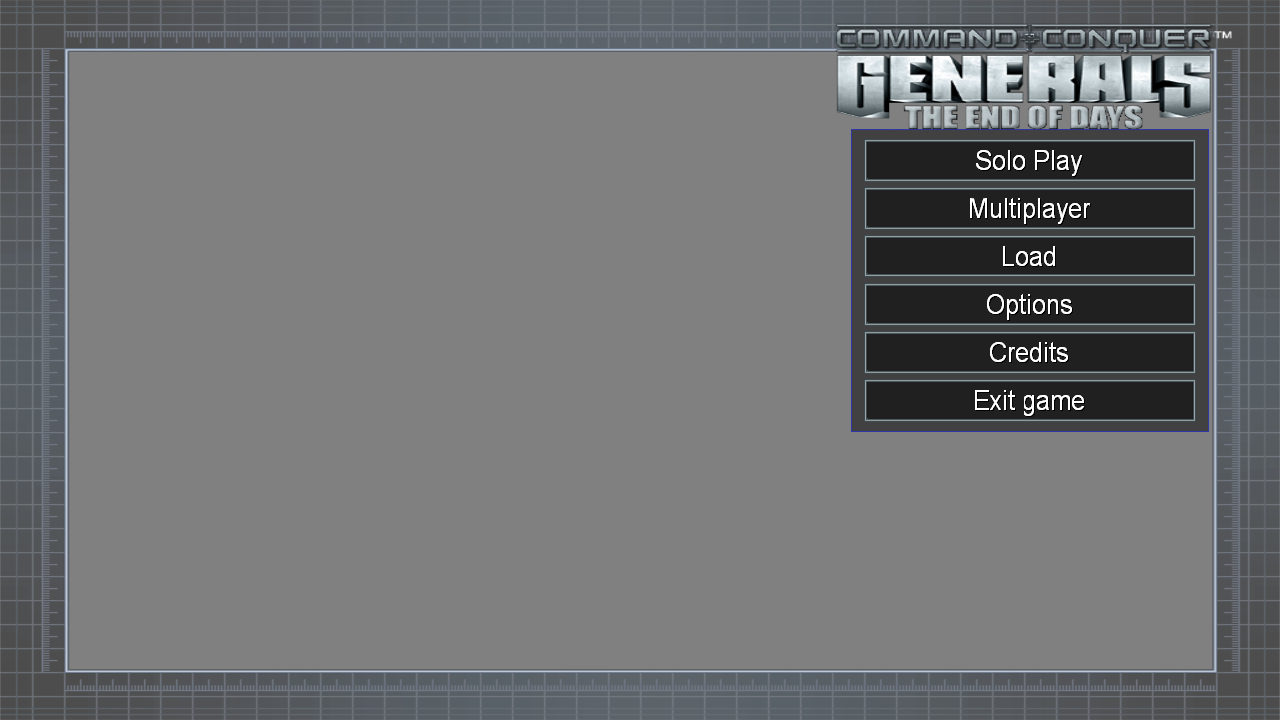 COMMAND & CONQUER™
GENERALS
THE END OF DAYS
Solo Play
Multiplayer
Load
Options
Credits
Exit game